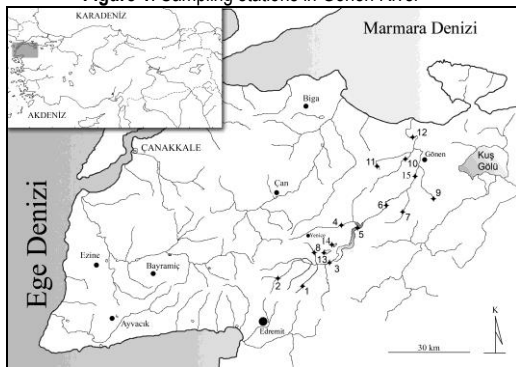 Figure 1. Sampling stations in Gönen River
KARADENİZ
AKDENİZ
Marmara Denizi
Ege Denizi
ÇANAKKALE
Biga
Çan
Gönen
Kuş
Gölü
Ezine
Bayramiç
Ayvacık
Edremit
12
11
10
15
9
6
7
4
5
8
14
13
3
2
1
K
30 km